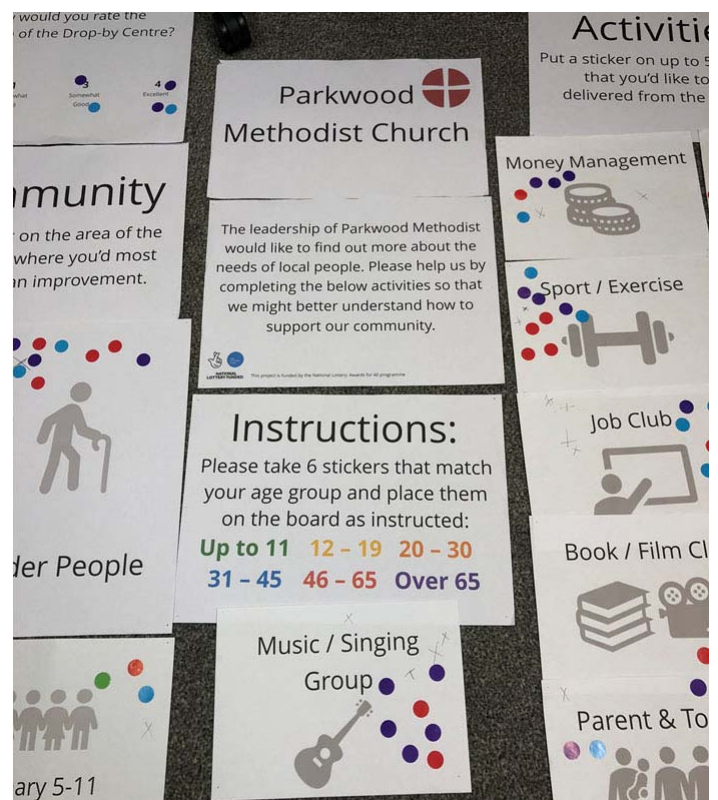 would you rate the
of the Drop-by Centre?
3
Somewhat
Good
4
Excellent
on the area of the
where you'd most
an improvement.
People
5-11
Parkwood
Methodist Church
The leadership of Parkwood Methodist
would like to find out more about the
needs of local people. Please help us by
completing the below activities so that
we might better understand how to
support our community.
NATIONAL
LOTTERY FUNDED
This project is funded by the National Lottery Awards for All programme
Instructions:
Please take 6 stickers that match
your age group and place them
on the board as instructed:
Up to 11 12 – 19 20 – 30
31 – 45 46 – 65 Over 65
Music / Singing
Group
Put a sticker on up to 5
that you'd like to
delivered from the
Money Management
Sport / Exercise
Job Club
Book / Film
Parent &